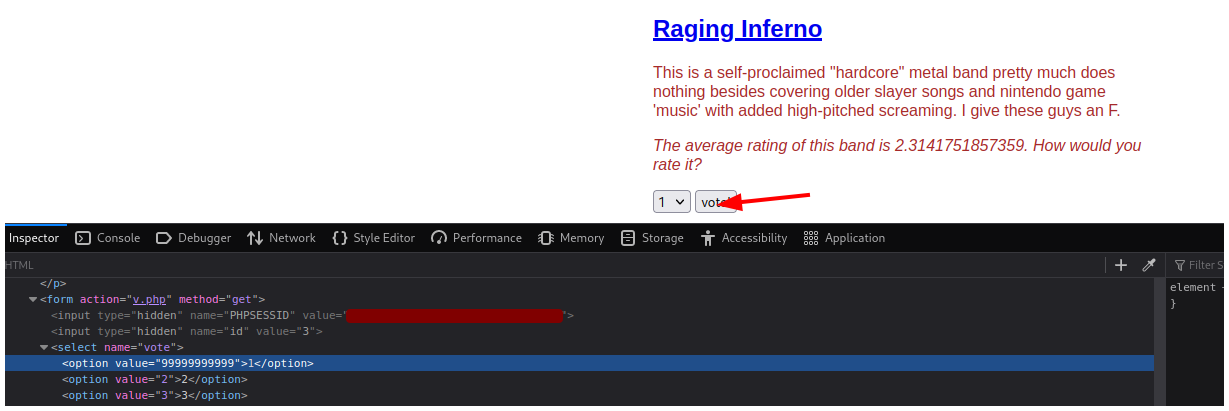 Raging Inferno
This is a self-proclaimed "hardcore" metal band pretty much does
nothing besides covering older slayer songs and nintendo game
'music' with added high-pitched screaming. I give these guys an F.
The average rating of this band is 2.3141751857359. How would you
rate it?
1 vote!
Inspector Console Debugger Network Style Editor Performance Memory Storage Accessibility Application
HTML Filter S
</p>
element
<form action="v.php" method="get">
}
<input type="hidden" name="PHPSESSID" value=" ">
<input type="hidden" name="id" value="3">
<select name="vote">
<option value="99999999999">1</option>
<option value="2">2</option>
<option value="3">3</option>